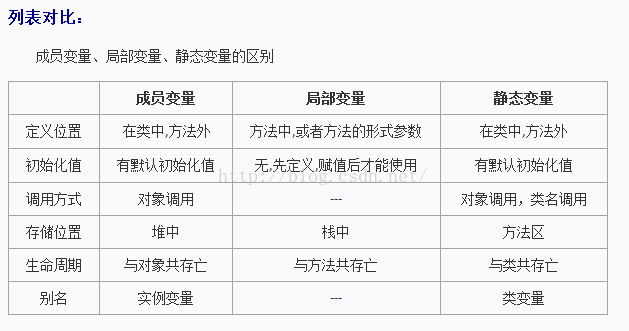 列表对比：
成员变量、局部变量、静态变量的区别
成员变量 局部变量 静态变量
定义位置 在类中,方法外 方法中,或者方法的形式参数 在类中,方法外
初始化值 有默认初始化值 无,先定义,赋值后才能使用 有默认初始化值
http://blog.csdn.net/
调用方式 对象调用 --- 对象调用，类名调用
存储位置 堆中 栈中 方法区
生命周期 与对象共存亡 与方法共存亡 与类共存亡
别名 实例变量 --- 类变量